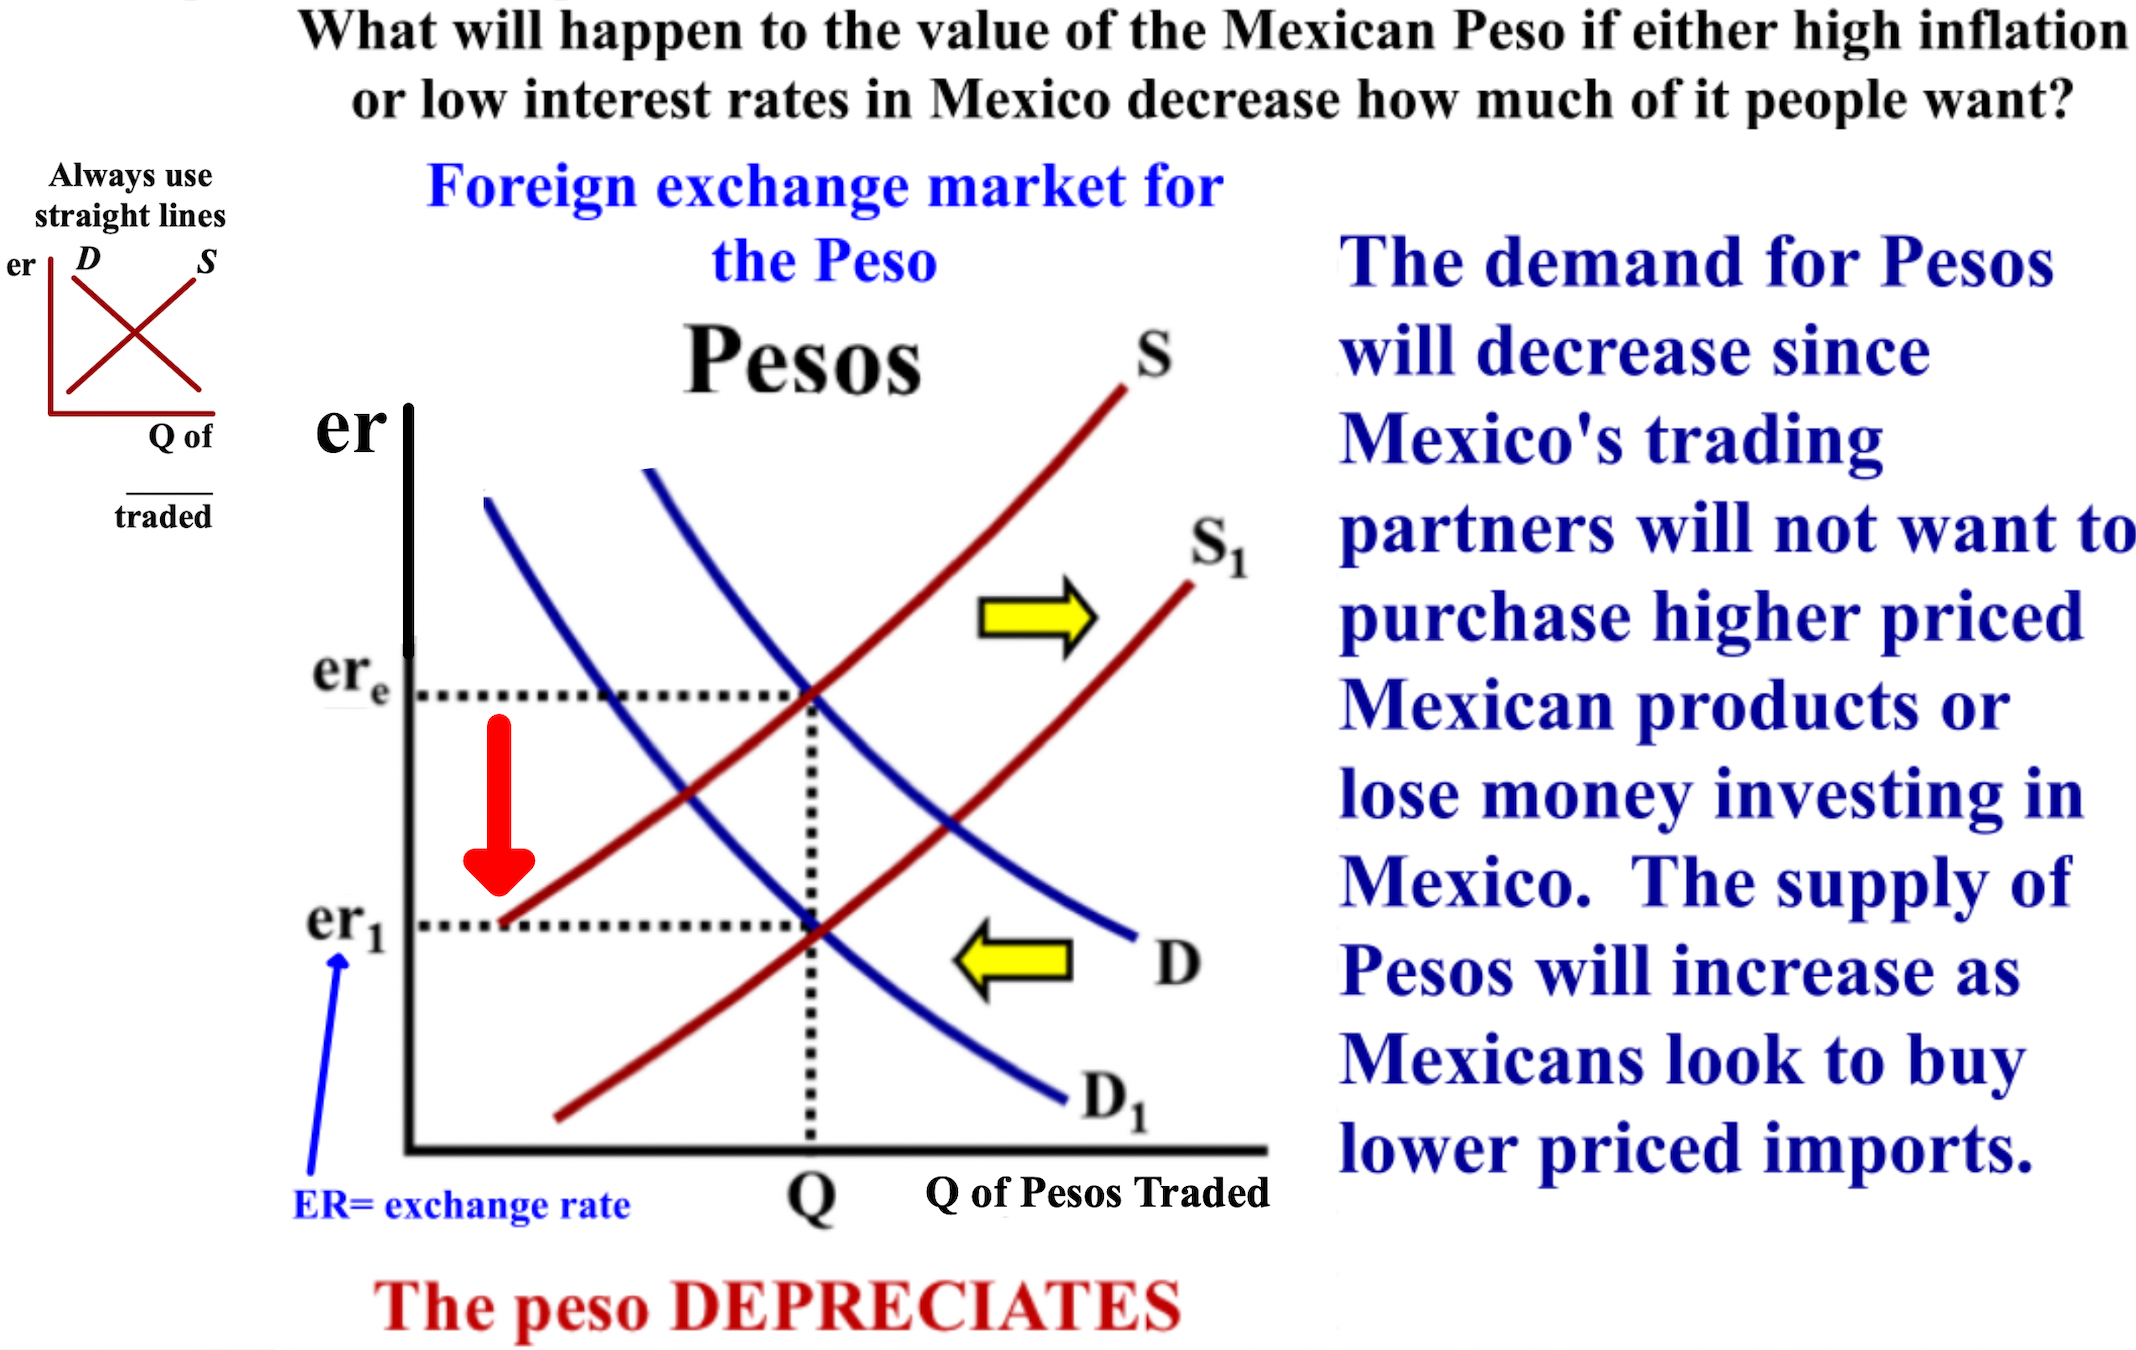 What will happen to the value of the Mexican Peso if either high inflation
or low interest rates in Mexico decrease how much of it people want?
Always use
straight lines
er
D
S
Q of
traded
Foreign exchange market for
the Peso
Pesos
er
S
S₁
erₑ
er₁
D
D₁
Q
Q of Pesos Traded
ER= exchange rate
The peso DEPRECIATES
The demand for Pesos
will decrease since
Mexico's trading
partners will not want to
purchase higher priced
Mexican products or
lose money investing in
Mexico. The supply of
Pesos will increase as
Mexicans look to buy
lower priced imports.